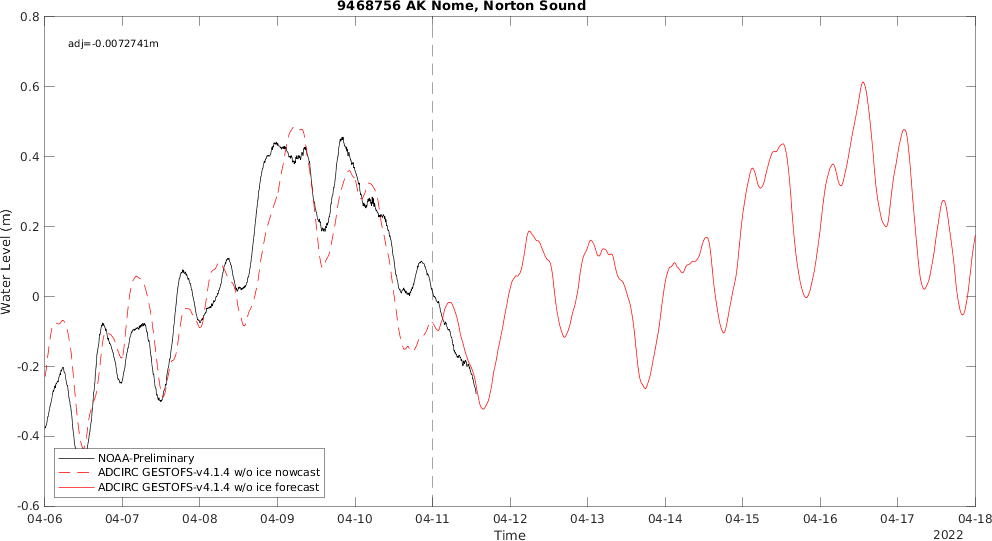 9468756 AK Nome, Norton Sound
adj=-0.0072741m
0.8
0.6
0.4
0.2
0
-0.2
-0.4
-0.6
Water Level (m)
NOAA-Preliminary
ADCIRC GESTOFS-v4.1.4 w/o ice nowcast
ADCIRC GESTOFS-v4.1.4 w/o ice forecast
04-06 04-07 04-08 04-09 04-10 04-11 04-12 04-13 04-14 04-15 04-16 04-17 04-18
Time
2022